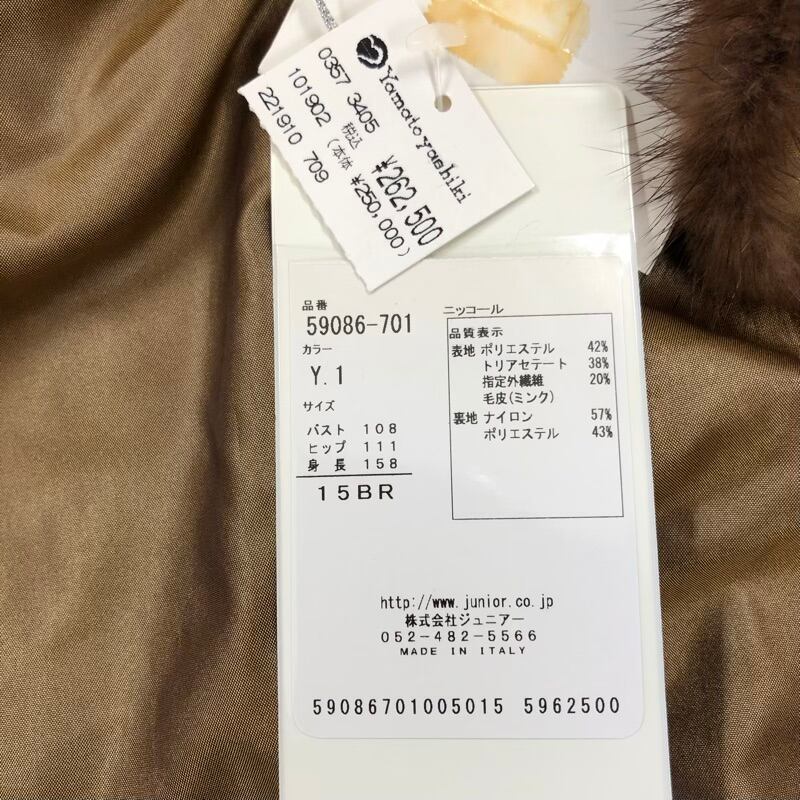 Yamatoyashiki
0357 3405
税込 ¥262,500
101902 (本体 ¥250,000)
221910 709
品番
59086-701
カラー
Y.1
サイズ
バスト 108
ヒップ 111
身長 158
15BR
ニッコール
品質表示
表地 ポリエステル 42%
トリアセテート 38%
指定外繊維 20%
毛皮(ミンク)
裏地 ナイロン 57%
ポリエステル 43%
http://www.junior.co.jp
株式会社ジュニアー
052-482-5566
MADE IN ITALY
59086701005015 5962500